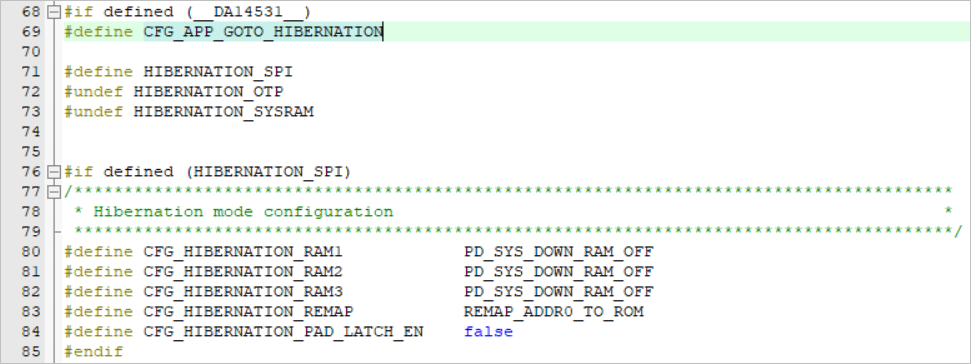 68 #if defined (__DA14531__)
69 #define CFG_APP_GOTO_HIBERNATION
70
71 #define HIBERNATION_SPI
72 #undef HIBERNATION_OTP
73 #undef HIBERNATION_SYSRAM
74
75
76 #if defined (HIBERNATION_SPI)
77 /****************************************************************************************
78  * Hibernation mode configuration                                                       *
79  ****************************************************************************************/
80 #define CFG_HIBERNATION_RAM1            PD_SYS_DOWN_RAM_OFF
81 #define CFG_HIBERNATION_RAM2            PD_SYS_DOWN_RAM_OFF
82 #define CFG_HIBERNATION_RAM3            PD_SYS_DOWN_RAM_OFF
83 #define CFG_HIBERNATION_REMAP           REMAP_ADDR0_TO_ROM
84 #define CFG_HIBERNATION_PAD_LATCH_EN    false
85 #endif